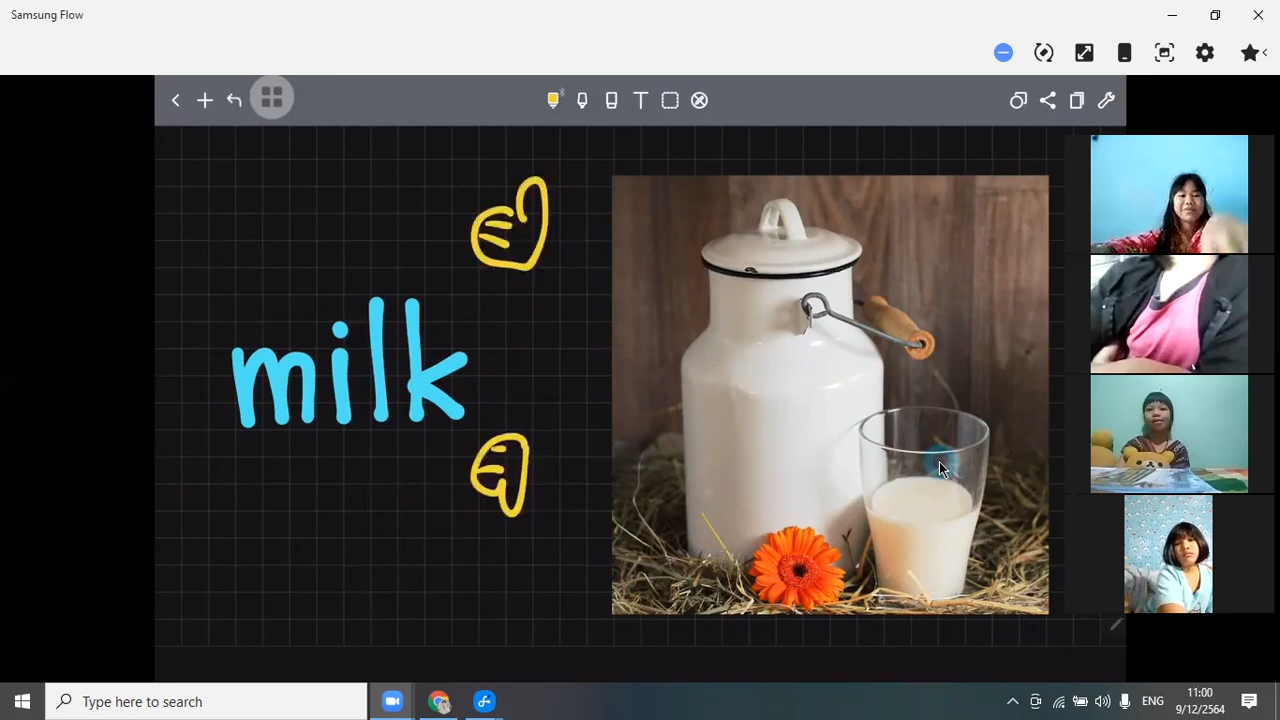 Samsung Flow
milk
Type here to search
ENG
11:00
9/12/2564